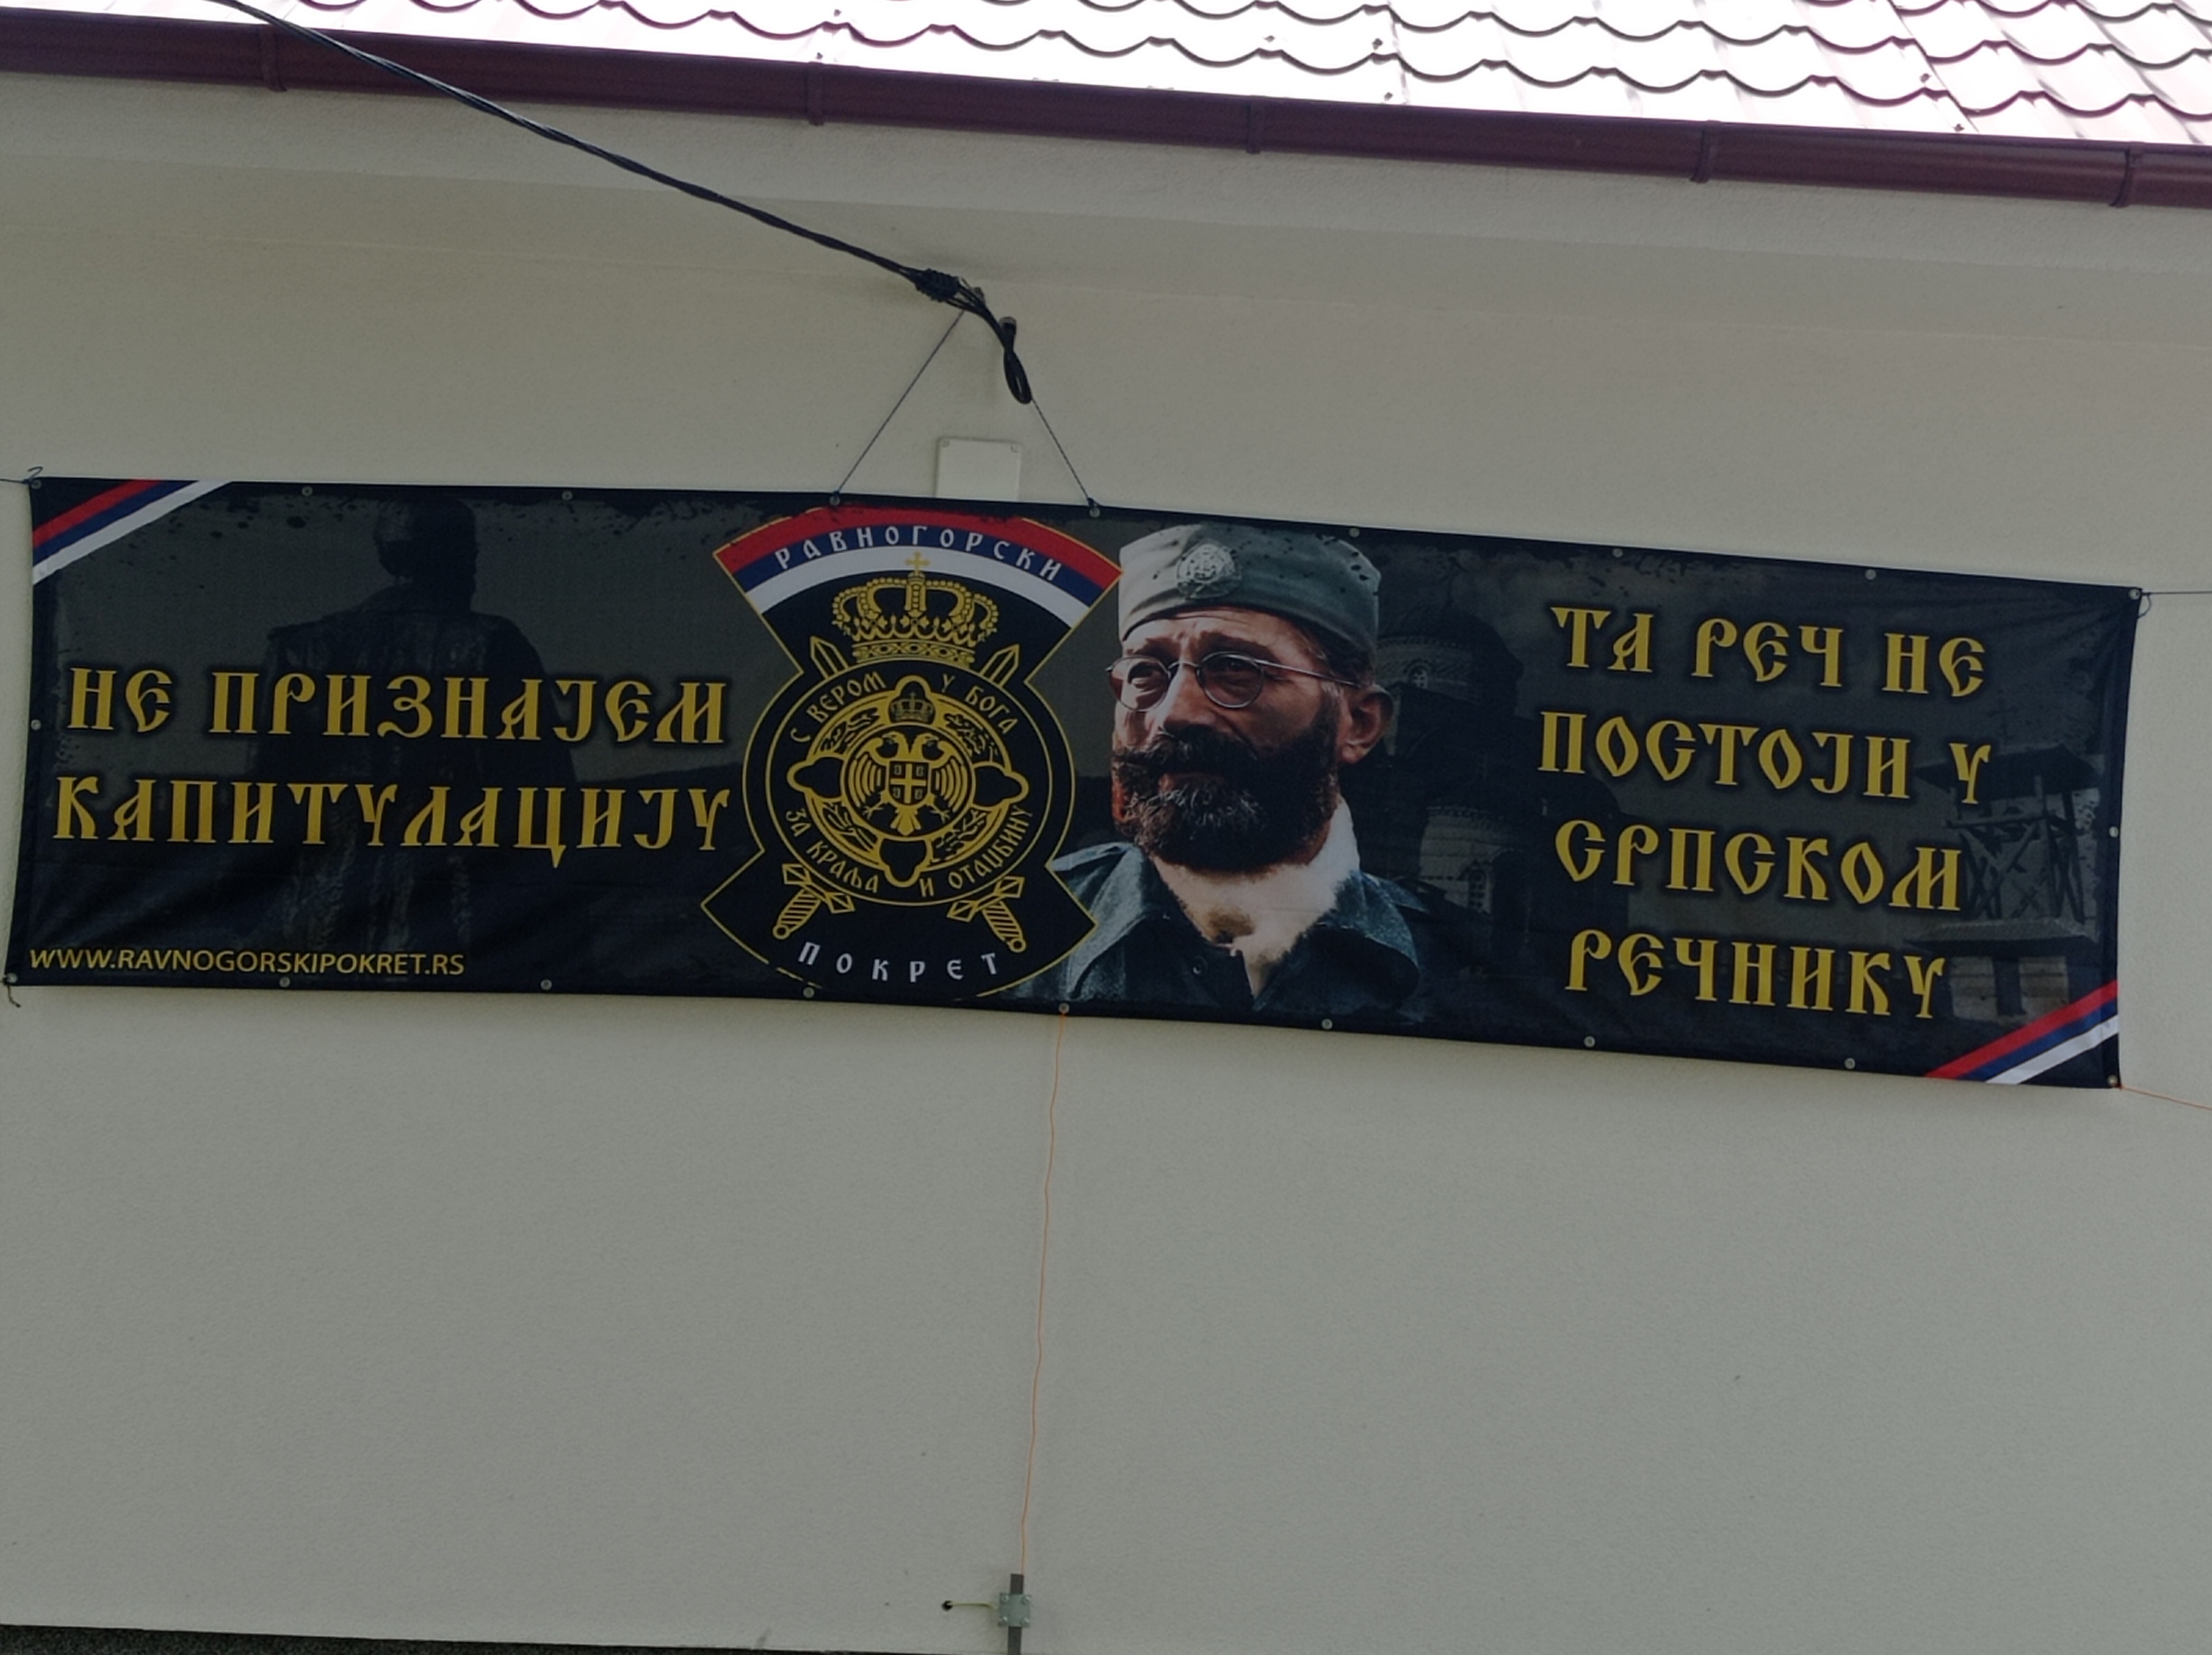 НЕ ПРИЗНАЈЕМ
КАПИТУЛАЦИЈУ
WWW.RAVNOGORSKIPOKRET.RS
РАВНОГОРСКИ
С ВЕРОМ У БОГА
ЗА КРАЉА И ОТАЏБИНУ
ПОКРЕТ
ТА РЕЧ НЕ
ПОСТОЈИ У
СРПСКОМ
РЕЧНИКУ